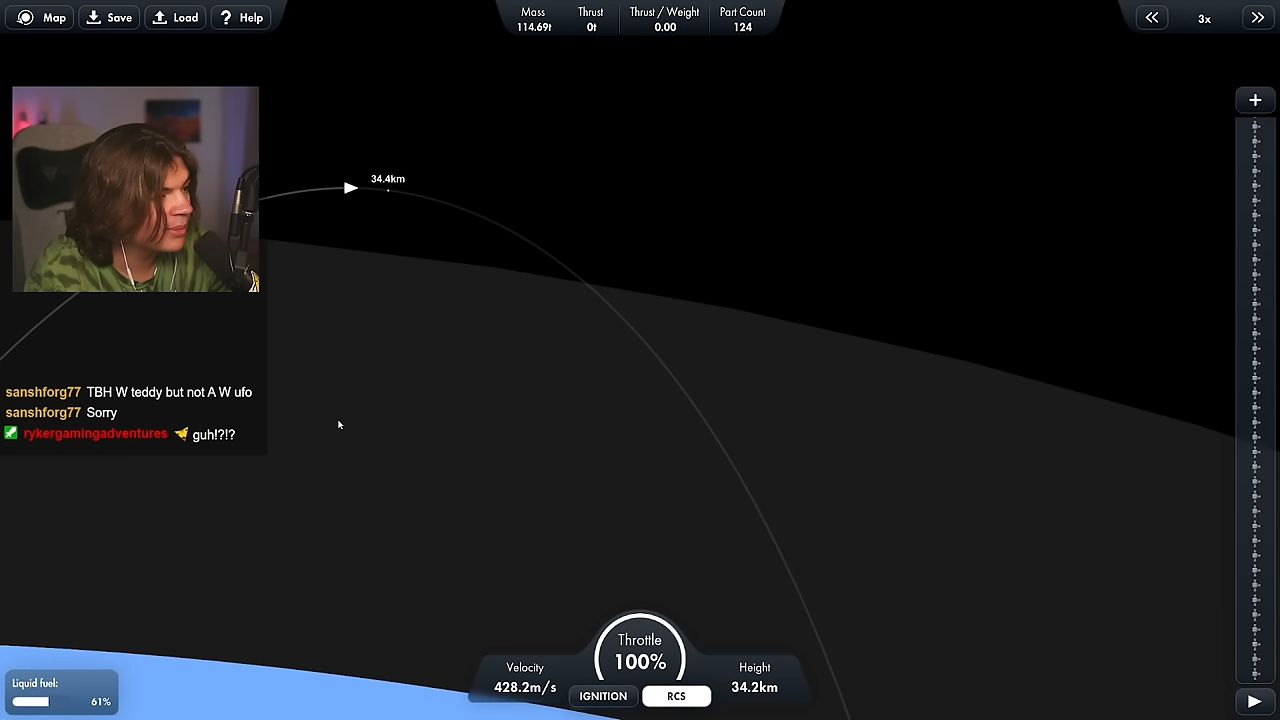 Map Save Load Help
Mass Thrust Thrust / Weight Part Count
114.69t 0t 0.00 124
3x
34.4km
sanshforg77 TBH W teddy but not A W ufo
sanshforg77 Sorry
rykergamingadventures guh!?!?
Throttle
100%
Velocity
428.2m/s
IGNITION RCS
Height
34.2km
Liquid fuel:
61%